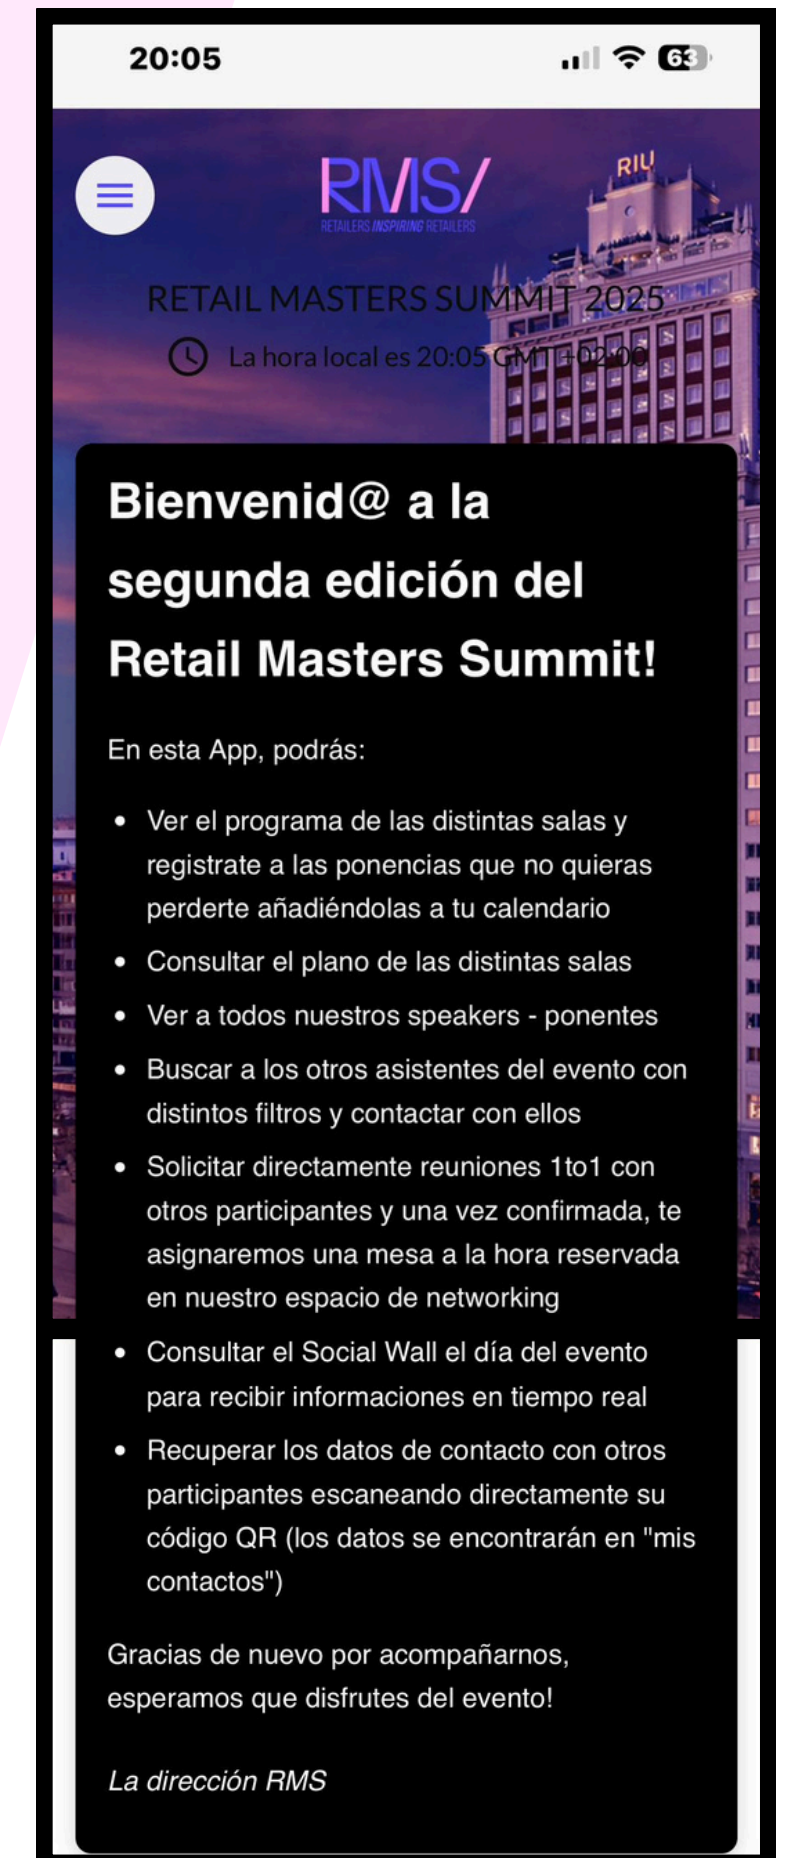 20:05
63
RIU
RMS/
RETAILERS INSPIRING RETAILERS
RETAIL MASTERS SUMMIT 2025
La hora local es 20:05 GMT +02:00
Bienvenid@ a la
segunda edición del
Retail Masters Summit!
En esta App, podrás:
• Ver el programa de las distintas salas y
registrate a las ponencias que no quieras
perderte añadiéndolas a tu calendario
• Consultar el plano de las distintas salas
• Ver a todos nuestros speakers - ponentes
• Buscar a los otros asistentes del evento con
distintos filtros y contactar con ellos
• Solicitar directamente reuniones 1to1 con
otros participantes y una vez confirmada, te
asignaremos una mesa a la hora reservada
en nuestro espacio de networking
• Consultar el Social Wall el día del evento
para recibir informaciones en tiempo real
• Recuperar los datos de contacto con otros
participantes escaneando directamente su
código QR (los datos se encontrarán en "mis
contactos")
Gracias de nuevo por acompañarnos,
esperamos que disfrutes del evento!
La dirección RMS